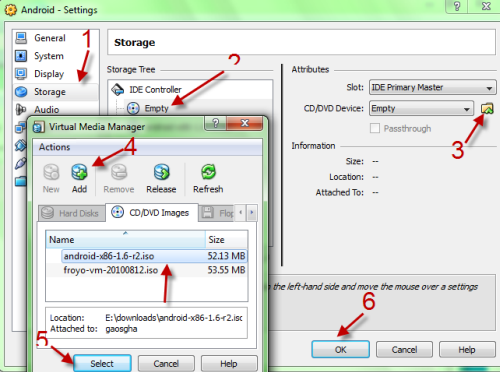 Android - Settings
?
X
General
System
Display
Storage
Audio
1
Storage
Storage Tree
IDE Controller
Empty
2
Attributes
Slot: IDE Primary Master
CD/DVD Device: Empty
Passthrough
3
Information
Size: --
Location: --
Attached To: --
Virtual Media Manager
?
X
Actions
4
New
Add
Remove
Release
Refresh
Hard Disks
CD/DVD Images
Flop
Name
Size
android-x86-1.6-r2.iso 52.13 MB
froyo-vm-20100812.iso 53.55 MB
Location: E:\downloads\android-x86-1.6-r2.isc
Attached to: gaosgha
5
Select
Cancel
Help
the left-hand side and move the mouse over a settings
6
OK
Cancel
Help